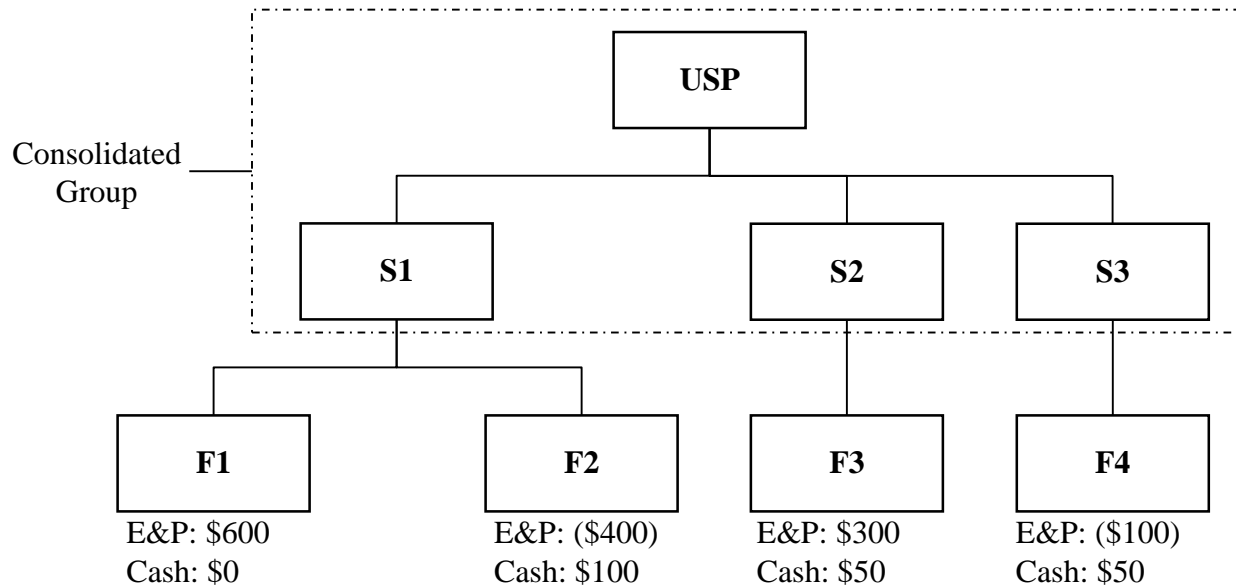 USP
Consolidated
Group
S1
S2
S3
F1
F2
F3
F4
E&P: $600
Cash: $0
E&P: ($400)
Cash: $100
E&P: $300
Cash: $50
E&P: ($100)
Cash: $50